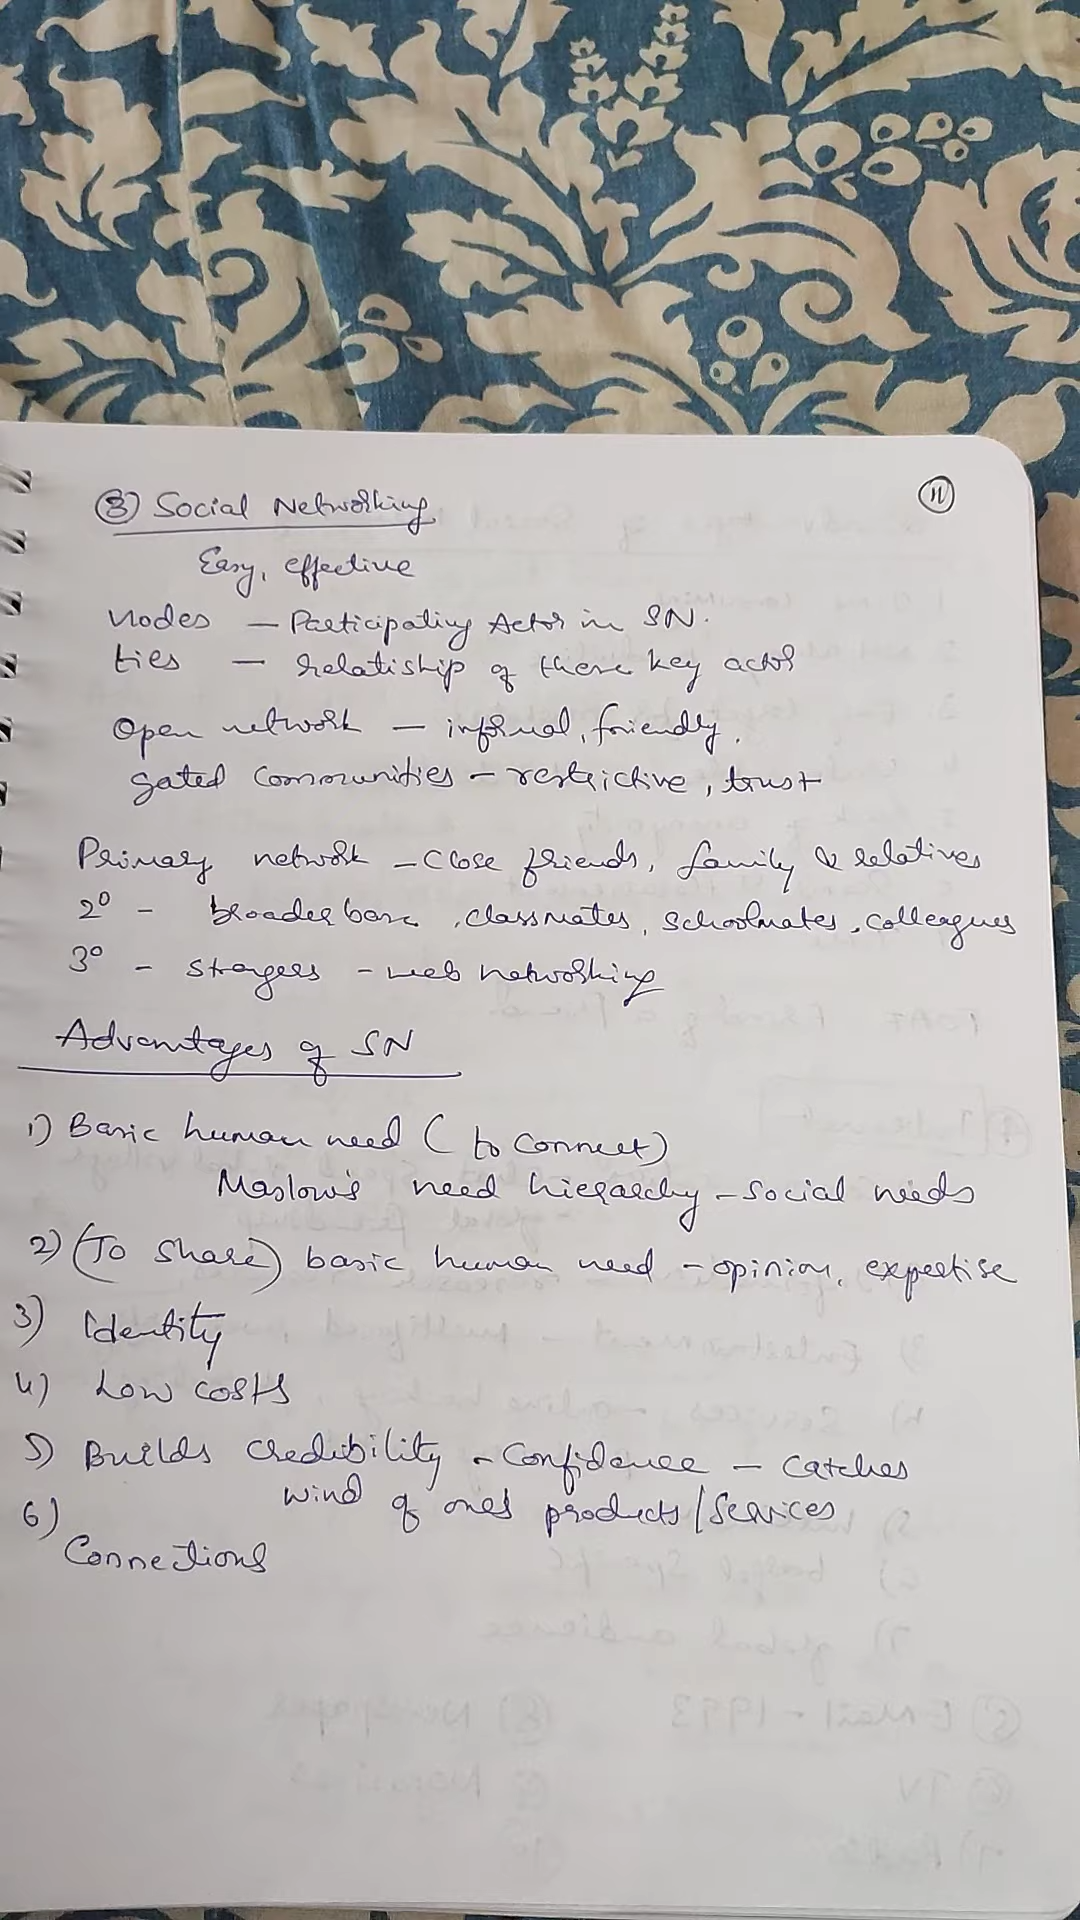 ③ Social Networking
11
Easy, effective
Nodes - Participating Actor in SN.
ties - relatiship of these key actor
Open network - informal, friendly.
gated communities - restrictive, trust
Primary network - close friends, family & relatives
2° - broader base, classmates, schoolmates, colleagues
3° - strangers - web networking
Advantages of SN
1) Basic human need (to connect)
Maslow's need hierarchy - social needs
2) (To share) basic human need - opinion, expertise
3) Identity
4) Low costs
5) Builds credibility - Confidence - catches
wind of ones products/services
6)
Connections